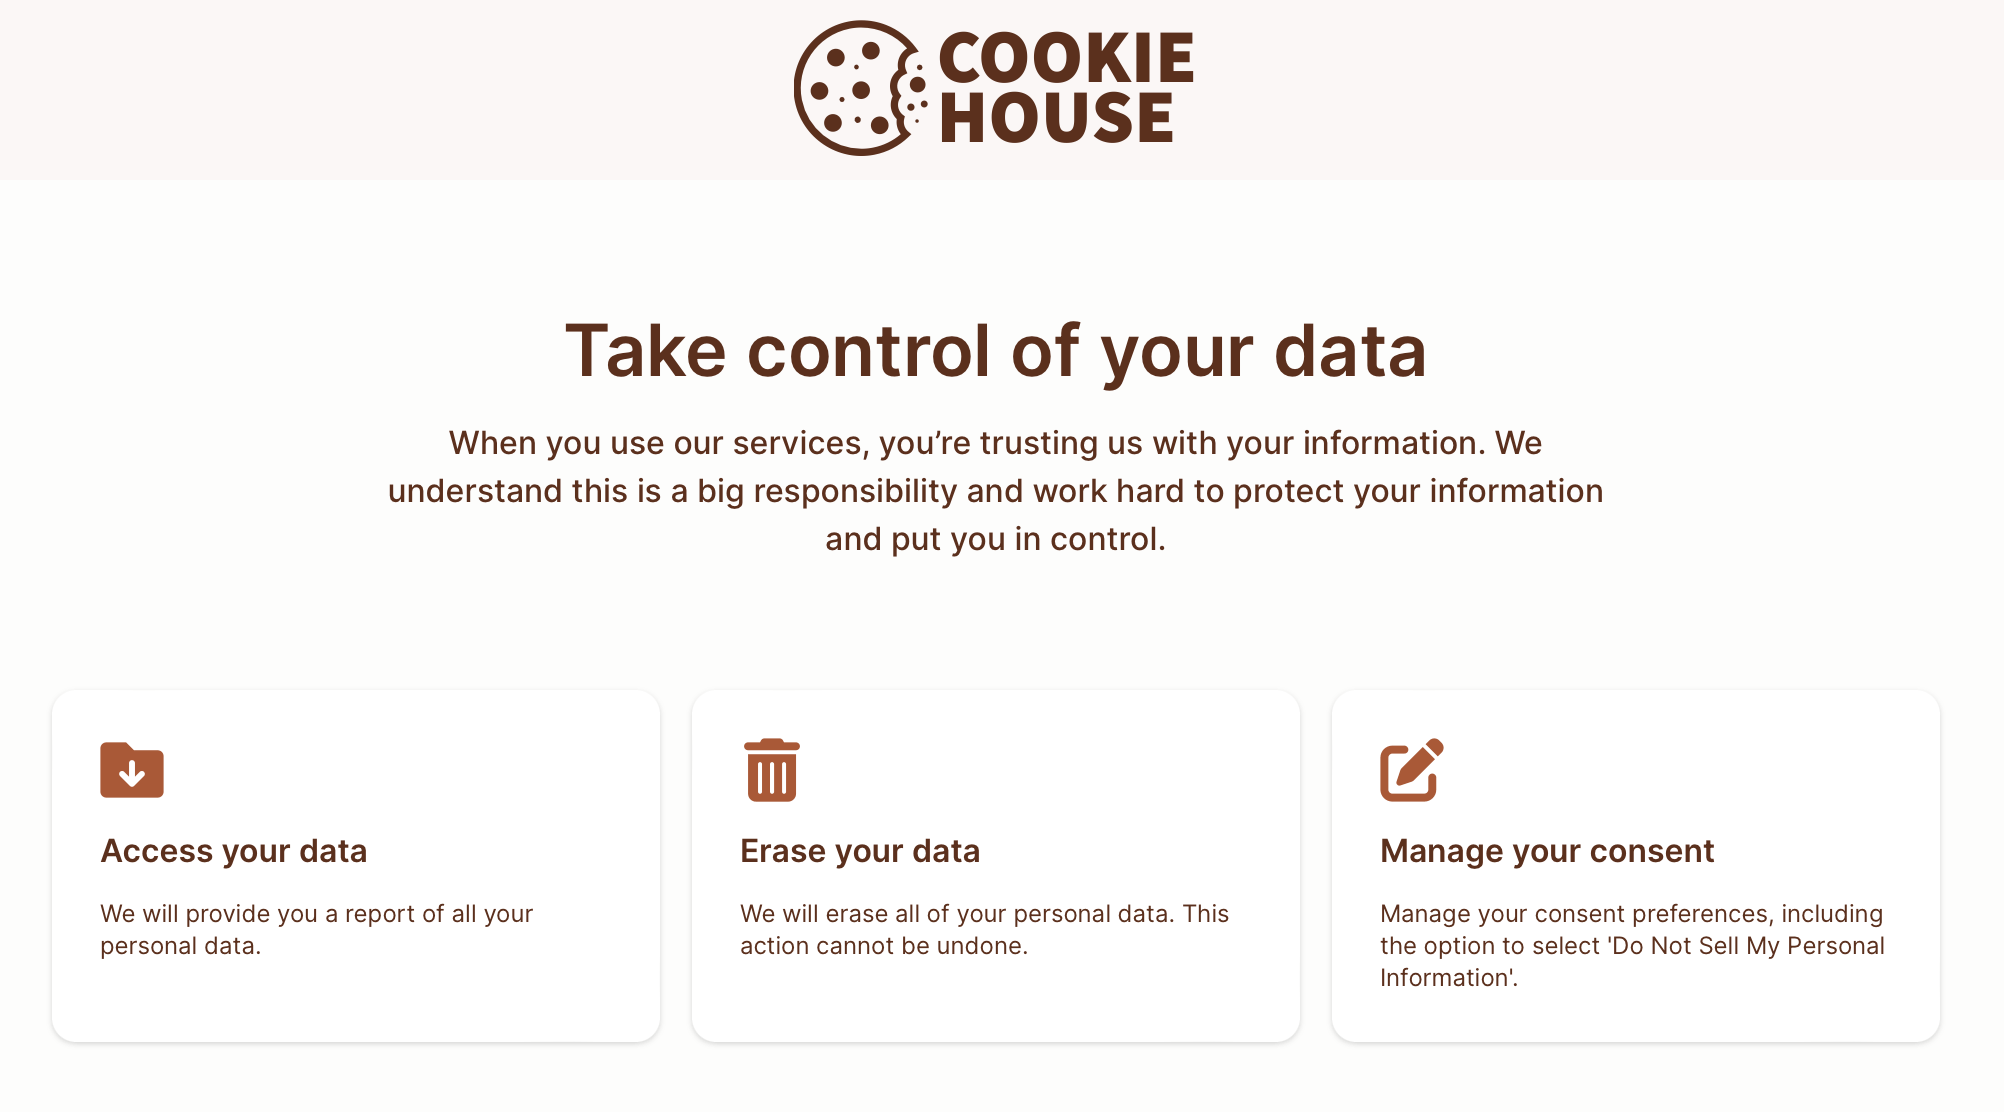 COOKIE
HOUSE
Take control of your data
When you use our services, you’re trusting us with your information. We
understand this is a big responsibility and work hard to protect your information
and put you in control.
Access your data
We will provide you a report of all your
personal data.
Erase your data
We will erase all of your personal data. This
action cannot be undone.
Manage your consent
Manage your consent preferences, including
the option to select 'Do Not Sell My Personal
Information'.